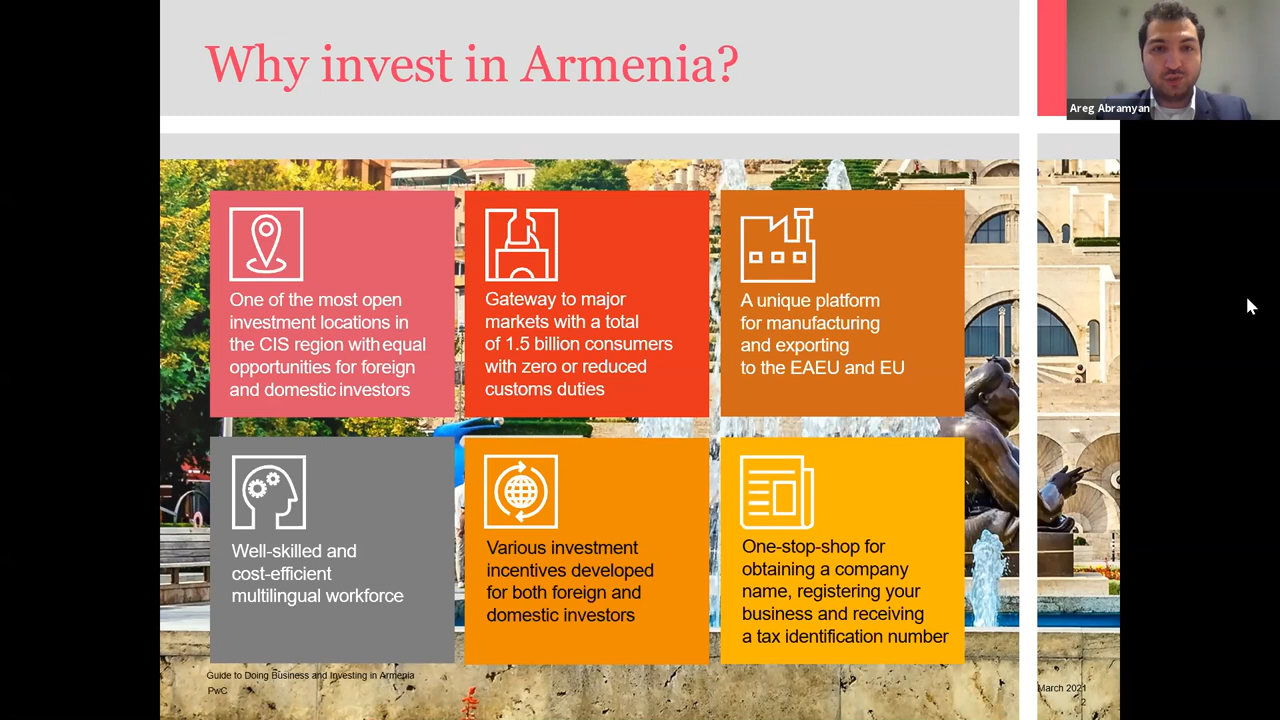 Why invest in Armenia?
Areg Abramyan
One of the most open
investment locations in
the CIS region with equal
opportunities for foreign
and domestic investors
Gateway to major
markets with a total
of 1.5 billion consumers
with zero or reduced
customs duties
A unique platform
for manufacturing
and exporting
to the EAEU and EU
Well-skilled and
cost-efficient
multilingual workforce
Various investment
incentives developed
for both foreign and
domestic investors
One-stop-shop for
obtaining a company
name, registering your
business and receiving
a tax identification number
Guide to Doing Business and Investing in Armenia
PwC
March 2021
2